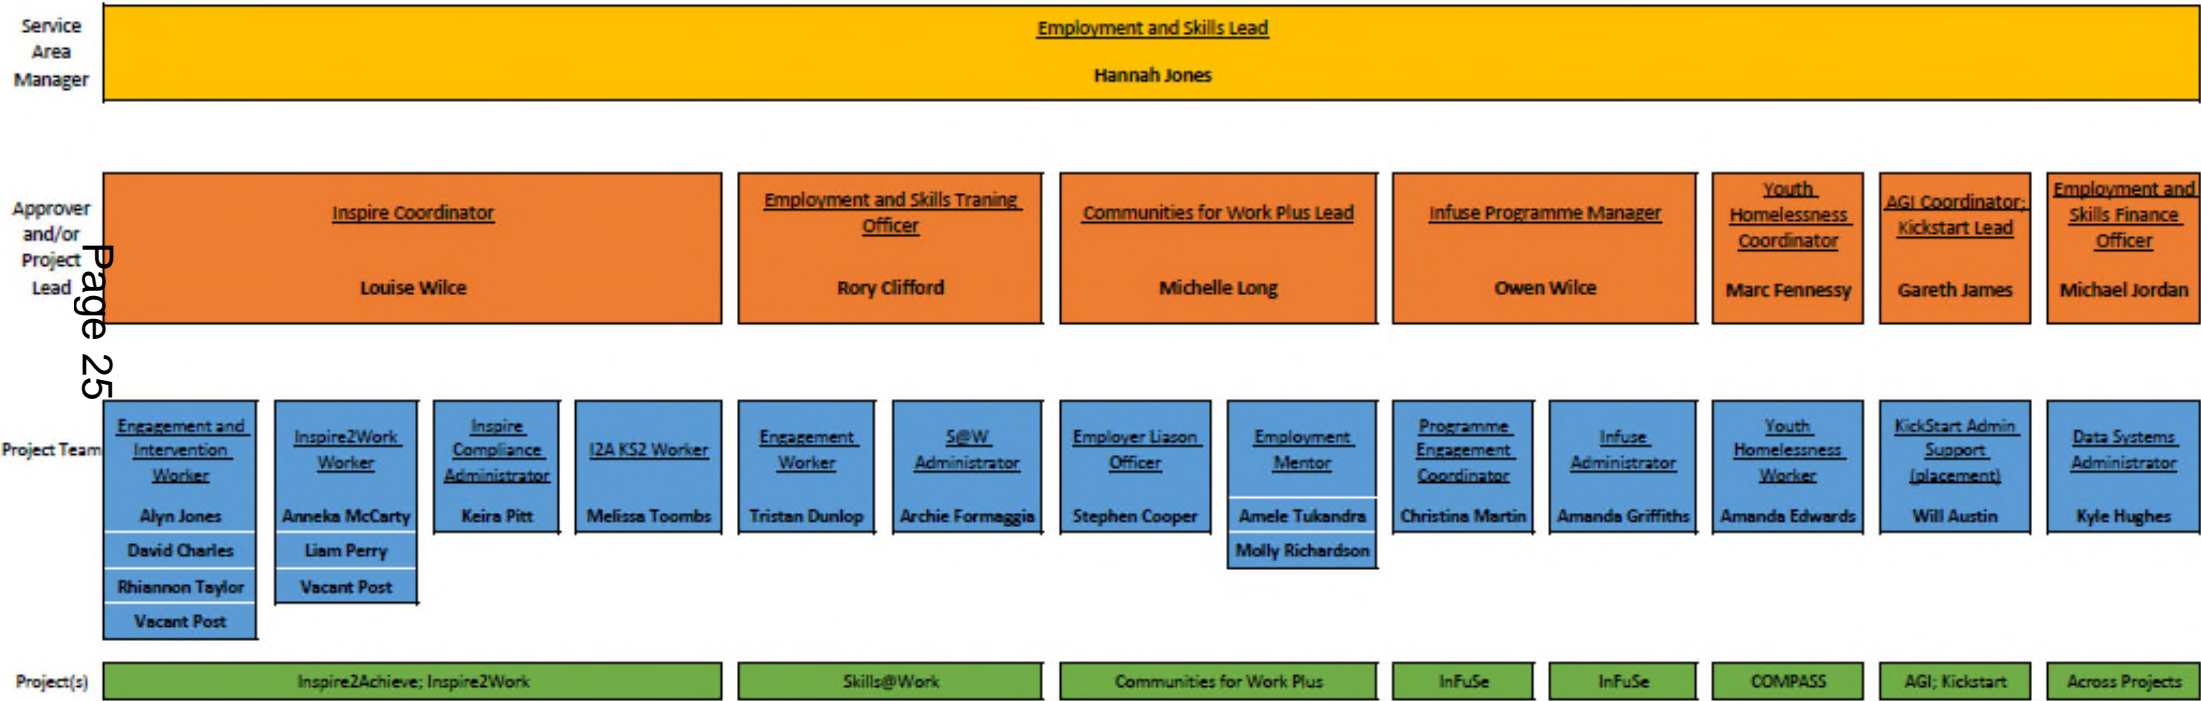 Service
Area
Manager
Employment and Skills Lead
Hannah Jones
Approver
and/or
Project
Lead
Page 25
Inspire Coordinator
Louise Wilce
Employment and Skills Traning
Officer
Rory Clifford
Communities for Work Plus Lead
Michelle Long
Infuse Programme Manager
Owen Wilce
Youth
Homelessness
Coordinator
Marc Fennessy
AGI Coordinator;
Kickstart Lead
Gareth James
Employment and
Skills Finance
Officer
Michael Jordan
Project Team
Engagement and
Intervention
Worker
Alyn Jones
David Charles
Rhiannon Taylor
Vacant Post
Inspire2Work
Worker
Anneka McCarty
Liam Perry
Vacant Post
Inspire
Compliance
Administrator
Keira Pitt
I2A KS2 Worker
Melissa Toombs
Engagement
Worker
Tristan Dunlop
S@W
Administrator
Archie Formaggia
Employer Liason
Officer
Stephen Cooper
Employment
Mentor
Amele Tukandra
Molly Richardson
Programme
Engagement
Coordinator
Christina Martin
Infuse
Administrator
Amanda Griffiths
Youth
Homelessness
Worker
Amanda Edwards
KickStart Admin
Support
(placement)
Will Austin
Data Systems
Administrator
Kyle Hughes
Project(s)
Inspire2Achieve; Inspire2Work
Skills@Work
Communities for Work Plus
InFuSe
InFuSe
COMPASS
AGI; Kickstart
Across Projects